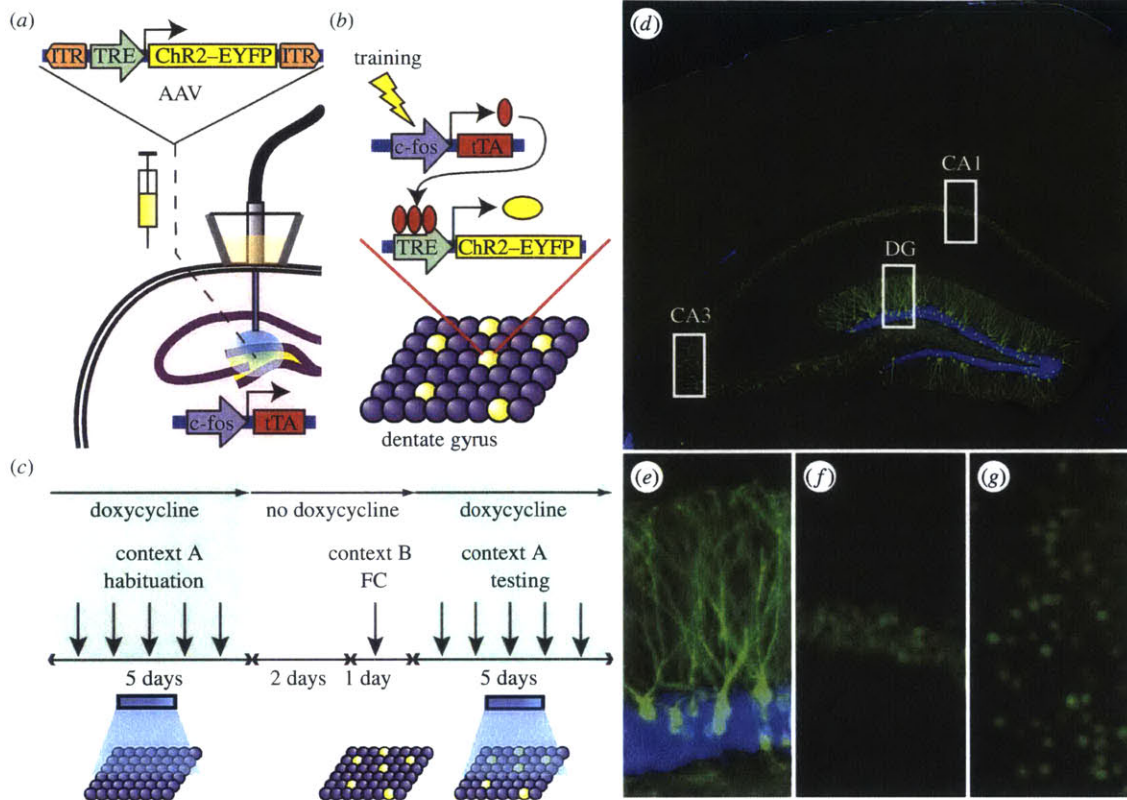 (a)
ITR TRE ChR2–EYFP ITR
AAV
c-fos tTA
(b)
training
c-fos tTA
TRE ChR2–EYFP
dentate gyrus
(c)
doxycycline no doxycycline doxycycline
context A context B context A
habituation FC testing
5 days 2 days 1 day 5 days
(d)
CA1
DG
CA3
(e) (f) (g)